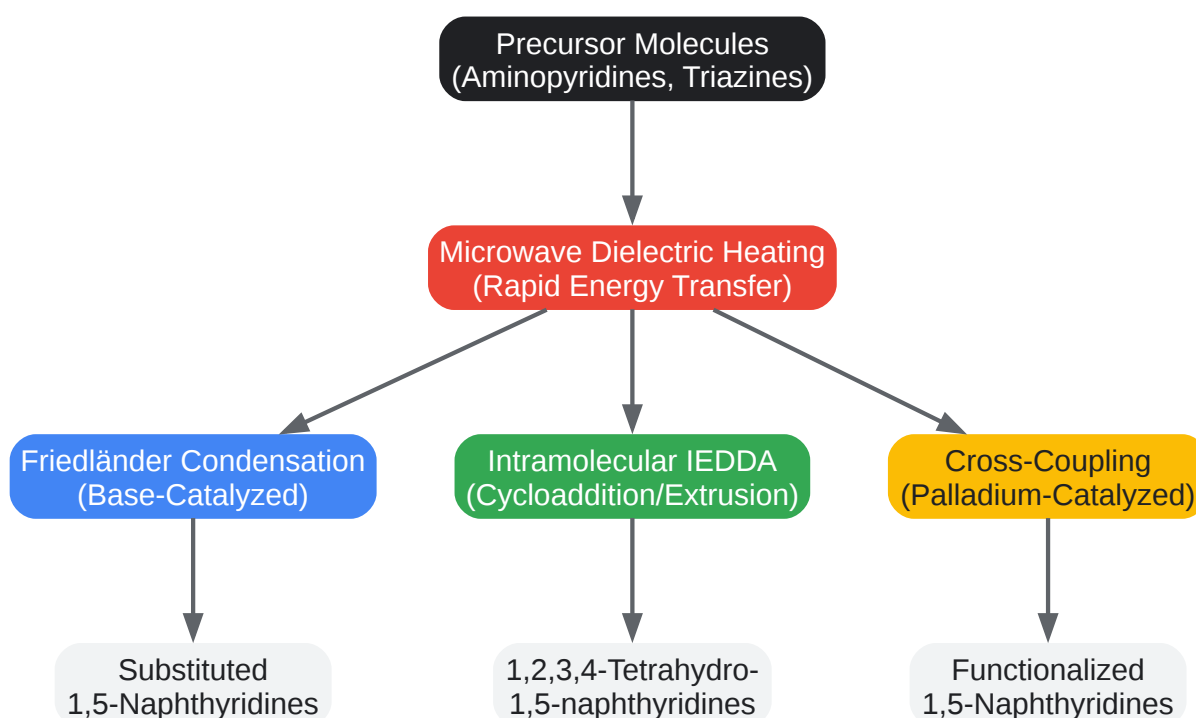 Precursor Molecules
(Aminopyridines, Triazines)
Microwave Dielectric Heating
(Rapid Energy Transfer)
Friedländer Condensation
(Base-Catalyzed)
Intramolecular IEDDA
(Cycloaddition/Extrusion)
Cross-Coupling
(Palladium-Catalyzed)
Substituted
1,5-Naphthyridines
1,2,3,4-Tetrahydro-
1,5-naphthyridines
Functionalized
1,5-Naphthyridines